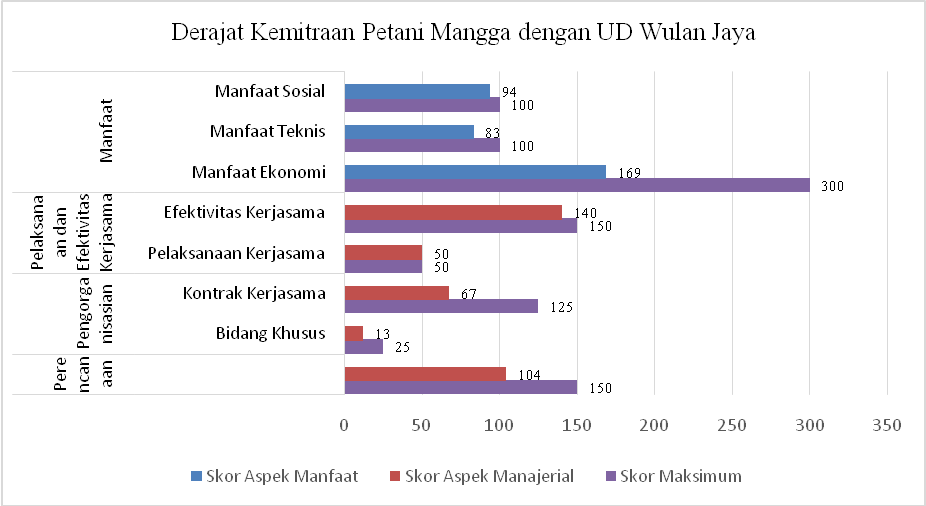 Derajat Kemitraan Petani Mangga dengan UD Wulan Jaya
Manfaat
Manfaat Sosial
94
100
Manfaat Teknis
83
100
Manfaat Ekonomi
169
300
Pelaksana
an dan
Efektivitas
Kerjasama
Efektivitas Kerjasama
140
150
Pelaksanaan Kerjasama
50
50
Pengorga
nisasian
Kontrak Kerjasama
67
125
Bidang Khusus
13
25
Pere
ncan
aan
104
150
0 50 100 150 200 250 300 350
Skor Aspek Manfaat Skor Aspek Manajerial Skor Maksimum